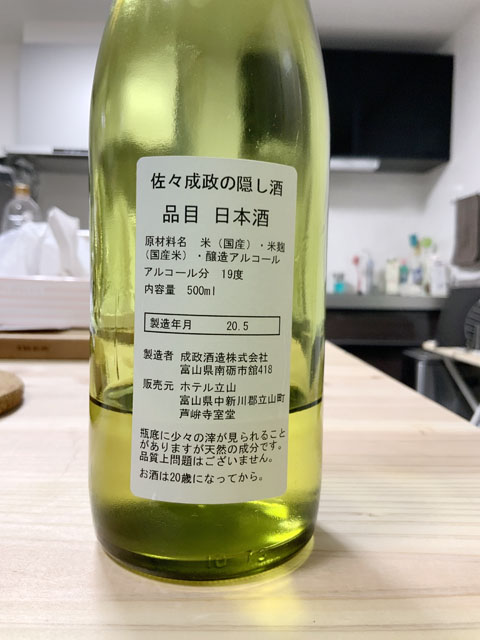 佐々成政の隠し酒
品目 日本酒
原材料名 米（国産）・米麹
（国産米）・醸造アルコール
アルコール分 19度
内容量 500ml
製造年月 20.5
製造者 成政酒造株式会社
富山県南砺市舘418
販売元 ホテル立山
富山県中新川郡立山町
芦峅寺室堂
瓶底に少々の滓が見られること
がありますが天然の成分です。
品質上問題はございません。
お酒は20歳になってから。